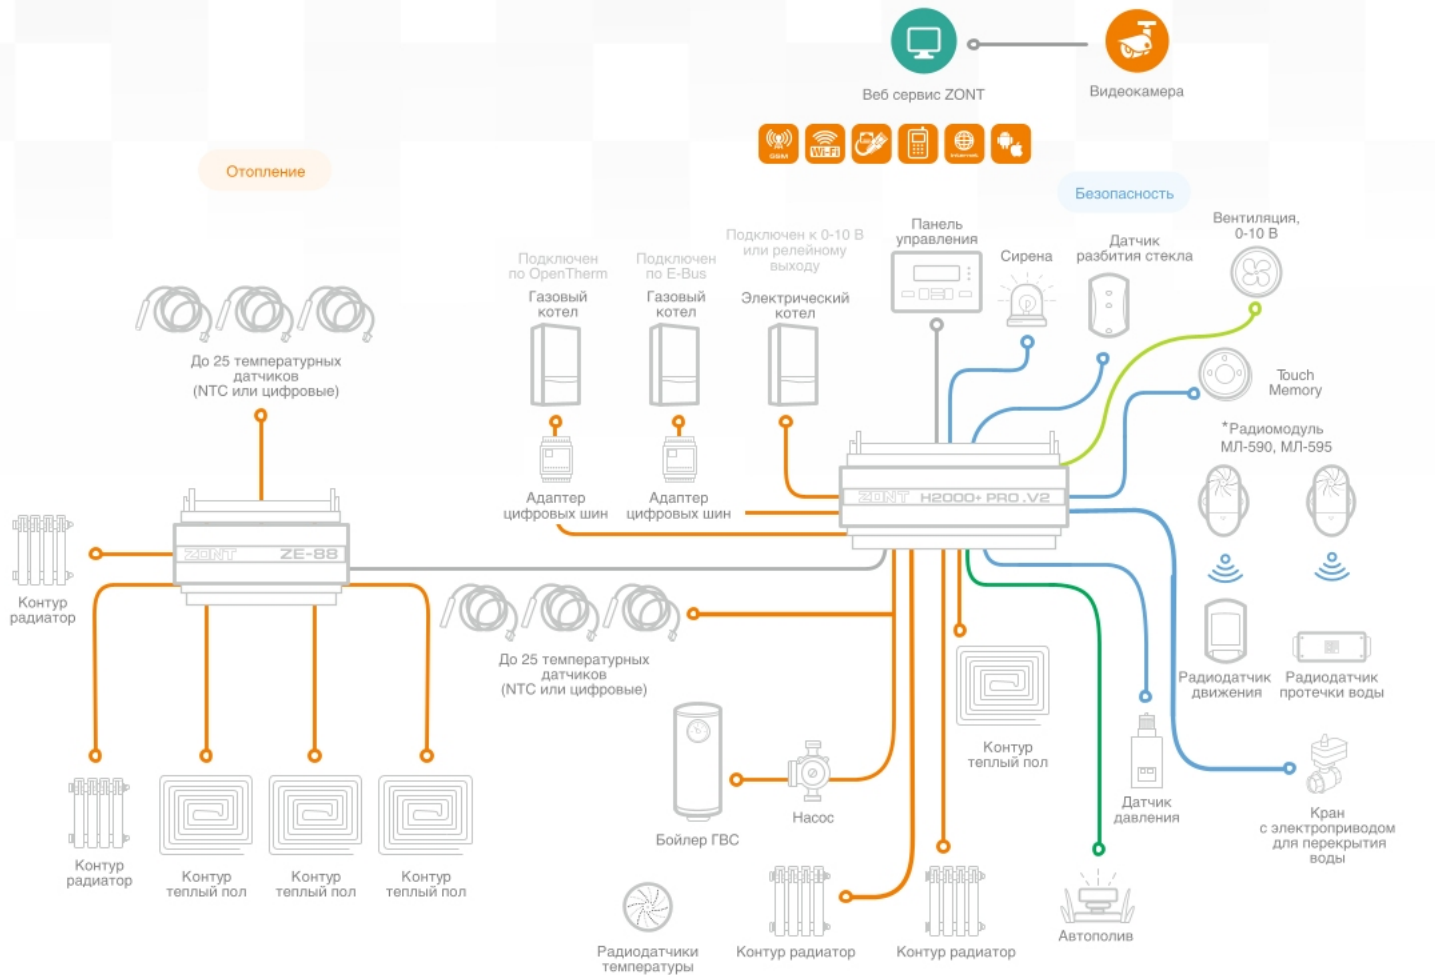 Веб сервис ZONT
Видеокамера
GSM
Wi-Fi
Internet
Отопление
Безопасность
Подключен
по OpenTherm
Газовый
котел
Подключен
по E-Bus
Газовый
котел
Подключен к 0-10 В
или релейному
выходу
Электрический
котел
Панель
управления
Сирена
Датчик
разбития стекла
Вентиляция,
0-10 В
До 25 температурных
датчиков
(NTC или цифровые)
Touch
Memory
*Радиомодуль
МЛ-590, МЛ-595
Адаптер
цифровых шин
Адаптер
цифровых шин
ZONT H2000+ PRO .V2
ZONT ZE-88
Контур
радиатор
До 25 температурных
датчиков
(NTC или цифровые)
Радиодатчик
движения
Радиодатчик
протечки воды
Контур
теплый пол
Датчик
давления
Кран
с электроприводом
для перекрытия
воды
Бойлер ГВС
Насос
Контур
радиатор
Контур
теплый пол
Контур
теплый пол
Контур
теплый пол
Радиодатчики
температуры
Контур радиатор
Контур радиатор
Автополив